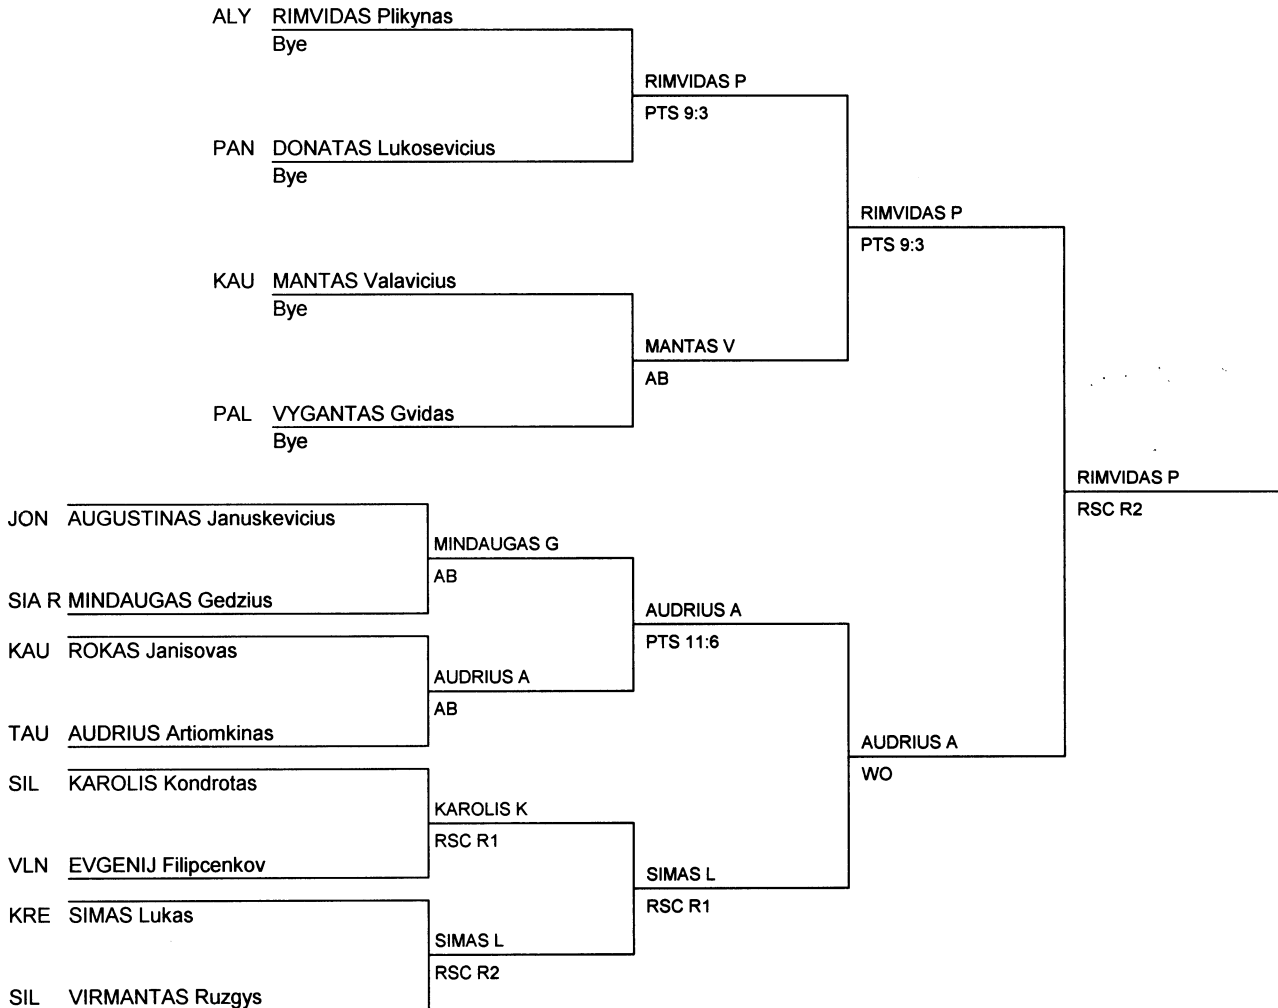 ALY RIMVIDAS Plikynas
Bye
RIMVIDAS P
PTS 9:3
PAN DONATAS Lukosevicius
Bye
RIMVIDAS P
PTS 9:3
KAU MANTAS Valavicius
Bye
MANTAS V
AB
PAL VYGANTAS Gvidas
Bye
RIMVIDAS P
RSC R2
JON AUGUSTINAS Januskevicius
MINDAUGAS G
AB
SIA R MINDAUGAS Gedzius
AUDRIUS A
PTS 11:6
KAU ROKAS Janisovas
AUDRIUS A
AB
TAU AUDRIUS Artiomkinas
AUDRIUS A
WO
SIL KAROLIS Kondrotas
KAROLIS K
RSC R1
VLN EVGENIJ Filipcenkov
SIMAS L
RSC R1
KRE SIMAS Lukas
SIMAS L
RSC R2
SIL VIRMANTAS Ruzgys